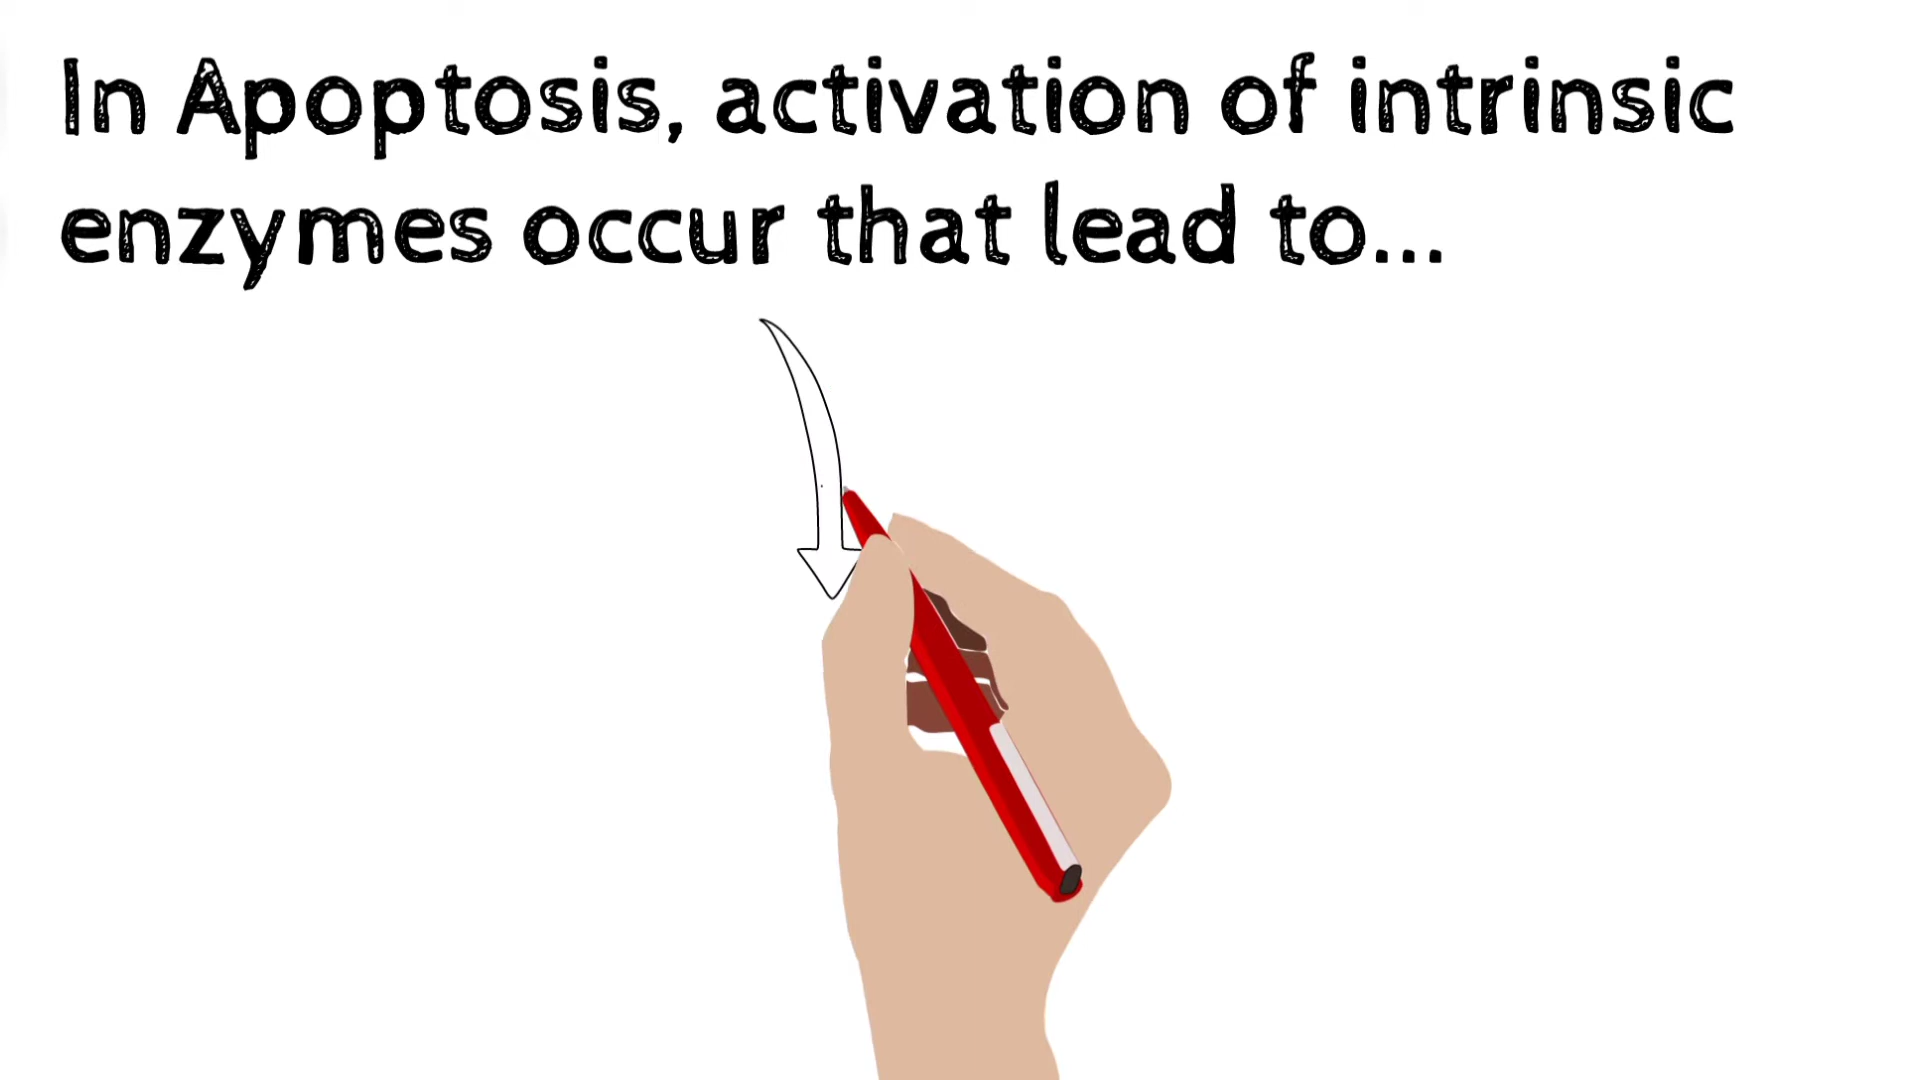 In Apoptosis, activation of intrinsic
enzymes occur that lead to...